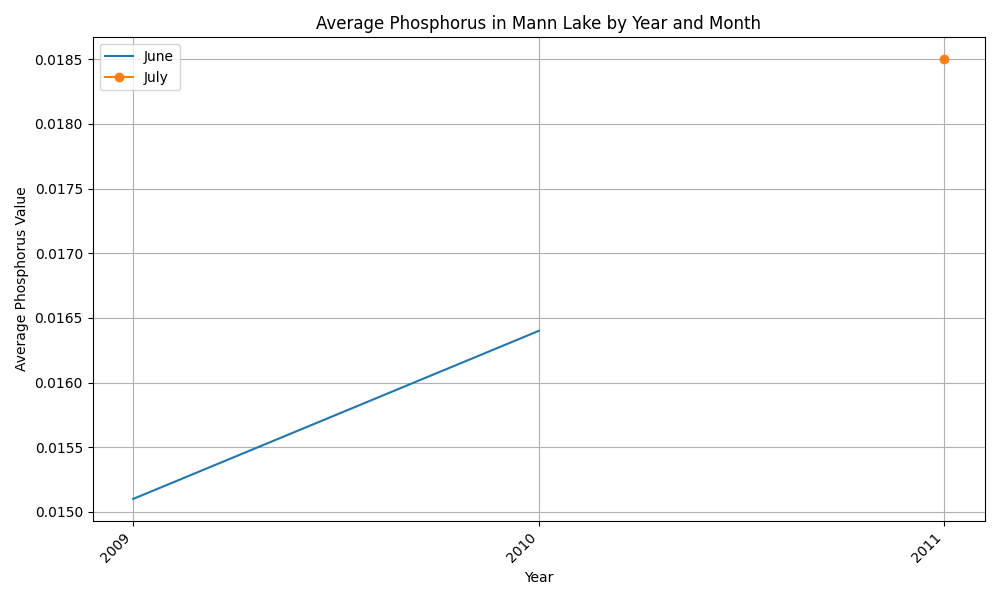 Average Phosphorus in Mann Lake by Year and Month
June
July
0.0185
0.0180
0.0175
0.0170
0.0165
0.0160
0.0155
0.0150
Average Phosphorus Value
2009
2010
2011
Year